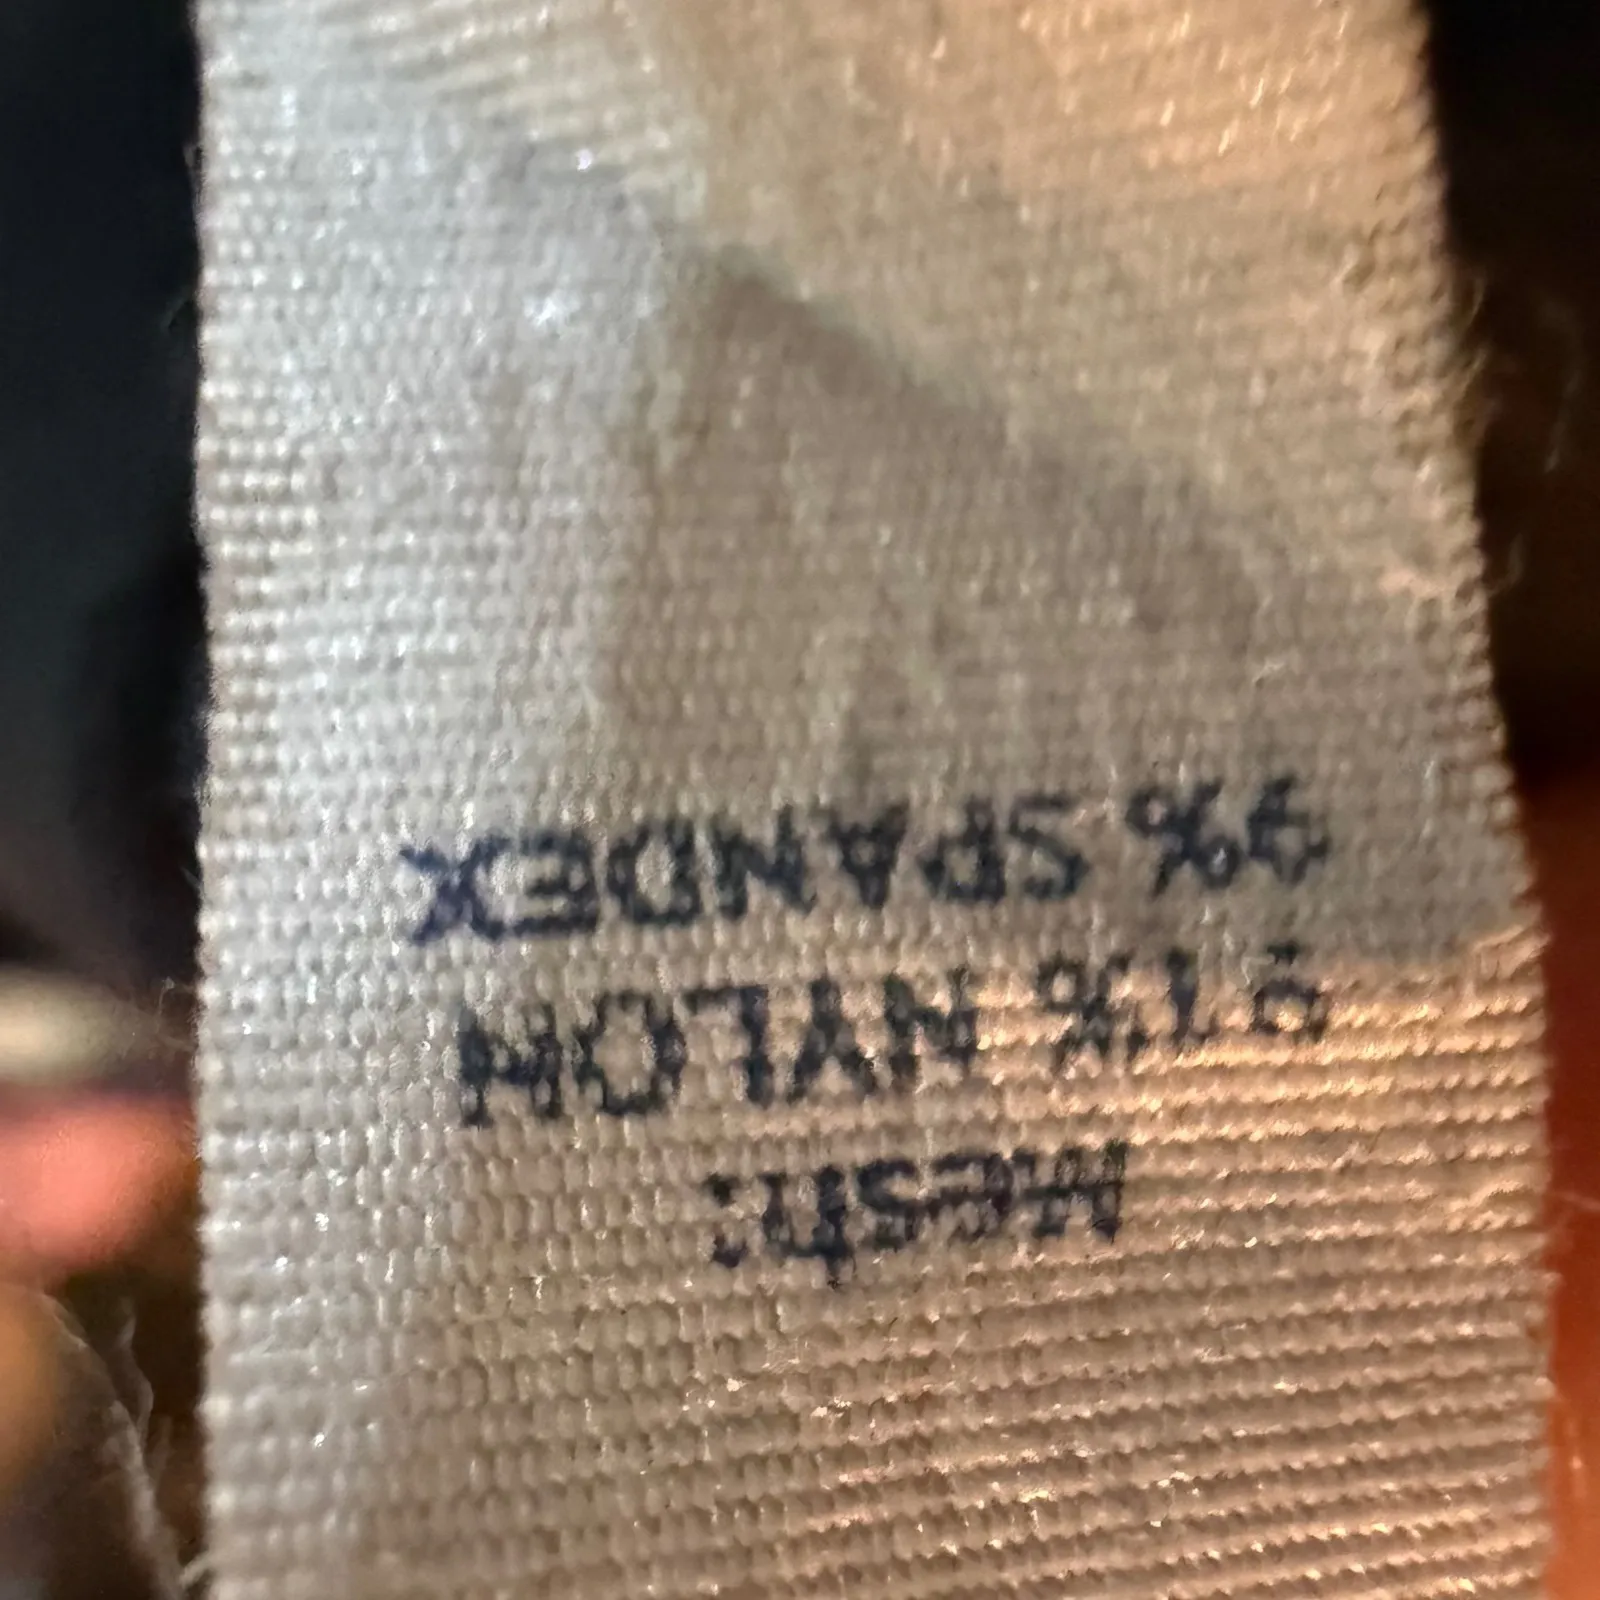 Mesh:
91% NYLON
9% SPANDEX